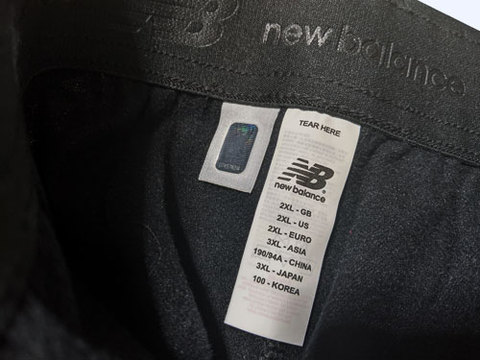 new balance
TEAR HERE
NB
new balance
2XL - GB
2XL - US
2XL - EURO
3XL - ASIA
190/94A - CHINA
3XL - JAPAN
100 - KOREA